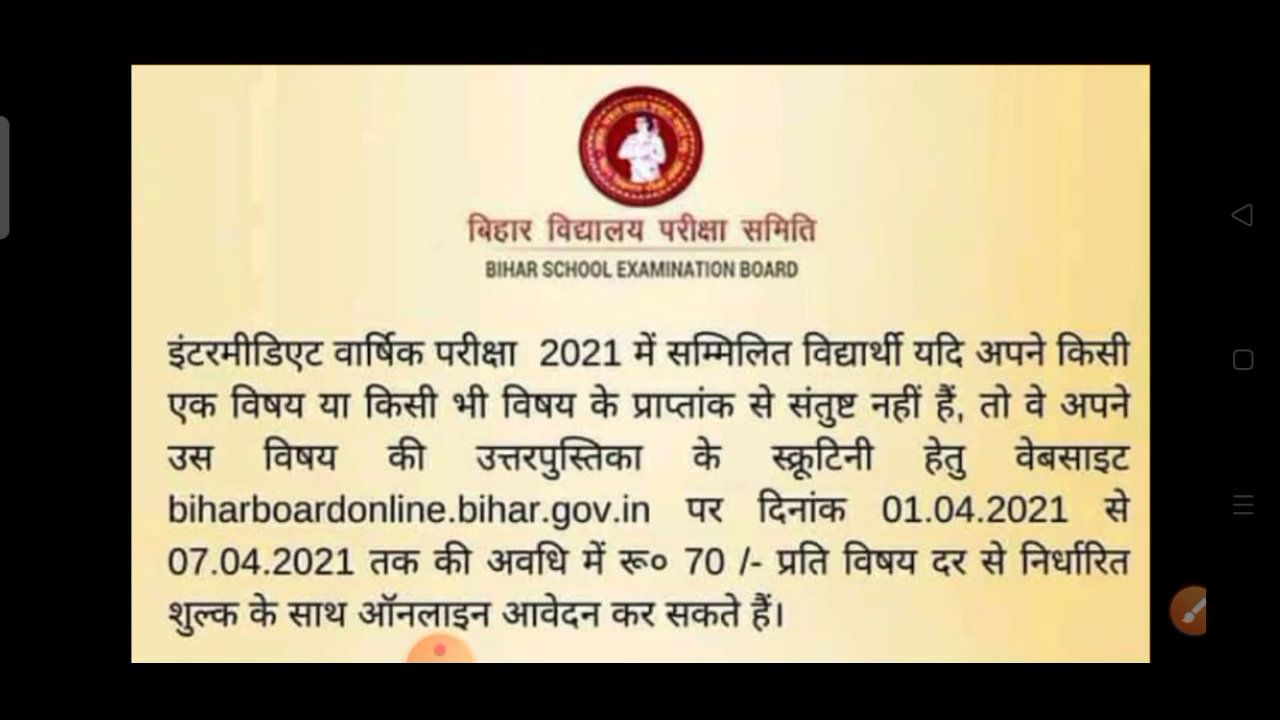 बिहार विद्यालय परीक्षा समिति
BIHAR SCHOOL EXAMINATION BOARD
इंटरमीडिएट वार्षिक परीक्षा 2021 में सम्मिलित विद्यार्थी यदि अपने किसी
एक विषय या किसी भी विषय के प्राप्तांक से संतुष्ट नहीं हैं, तो वे अपने
उस विषय की उत्तरपुस्तिका के स्क्रूटिनी हेतु वेबसाइट
biharboardonline.bihar.gov.in पर दिनांक 01.04.2021 से
07.04.2021 तक की अवधि में रू० 70 /- प्रति विषय दर से निर्धारित
शुल्क के साथ ऑनलाइन आवेदन कर सकते हैं।